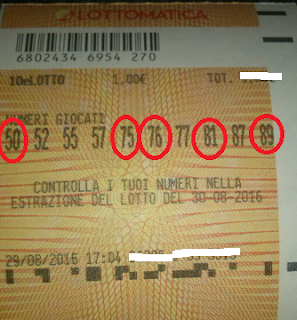 LOTTOMATICA
6802434 6954 270
10eLOTTO 1,00€ TOT.
NUMERI GIOCATI
50 52 55 57 75 76 77 81 87 89
CONTROLLA I TUOI NUMERI NELLA
ESTRAZIONE DEL LOTTO DEL 30-08-2016
29/08/2016 17:04